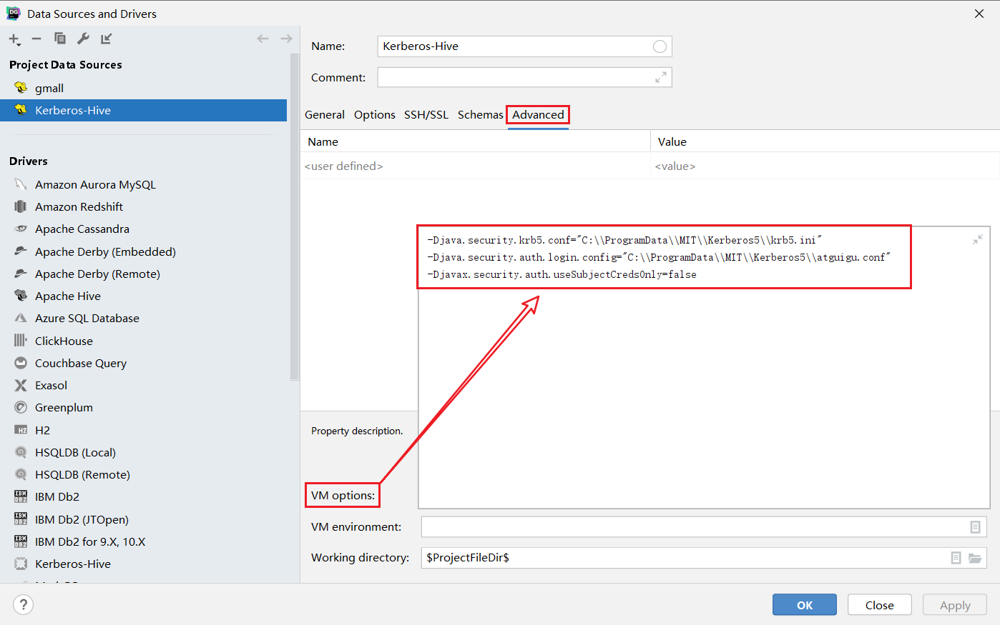 Data Sources and Drivers
Project Data Sources
gmall
Kerberos-Hive
Drivers
Amazon Aurora MySQL
Amazon Redshift
Apache Cassandra
Apache Derby (Embedded)
Apache Derby (Remote)
Apache Hive
Azure SQL Database
ClickHouse
Couchbase Query
Exasol
Greenplum
H2
HSQLDB (Local)
HSQLDB (Remote)
IBM Db2
IBM Db2 (JTOpen)
IBM Db2 for 9.X, 10.X
Kerberos-Hive
Name: Kerberos-Hive
Comment:
General Options SSH/SSL Schemas Advanced
Name Value
<user defined> <value>
-Djava.security.krb5.conf="C:\\ProgramData\\MIT\\Kerberos5\\krb5.ini"
-Djava.security.auth.login.config="C:\\ProgramData\\MIT\\Kerberos5\\atguigu.conf"
-Djavax.security.auth.useSubjectCredsOnly=false
Property description.
VM options:
VM environment:
Working directory: $ProjectFileDir$
? OK Close Apply